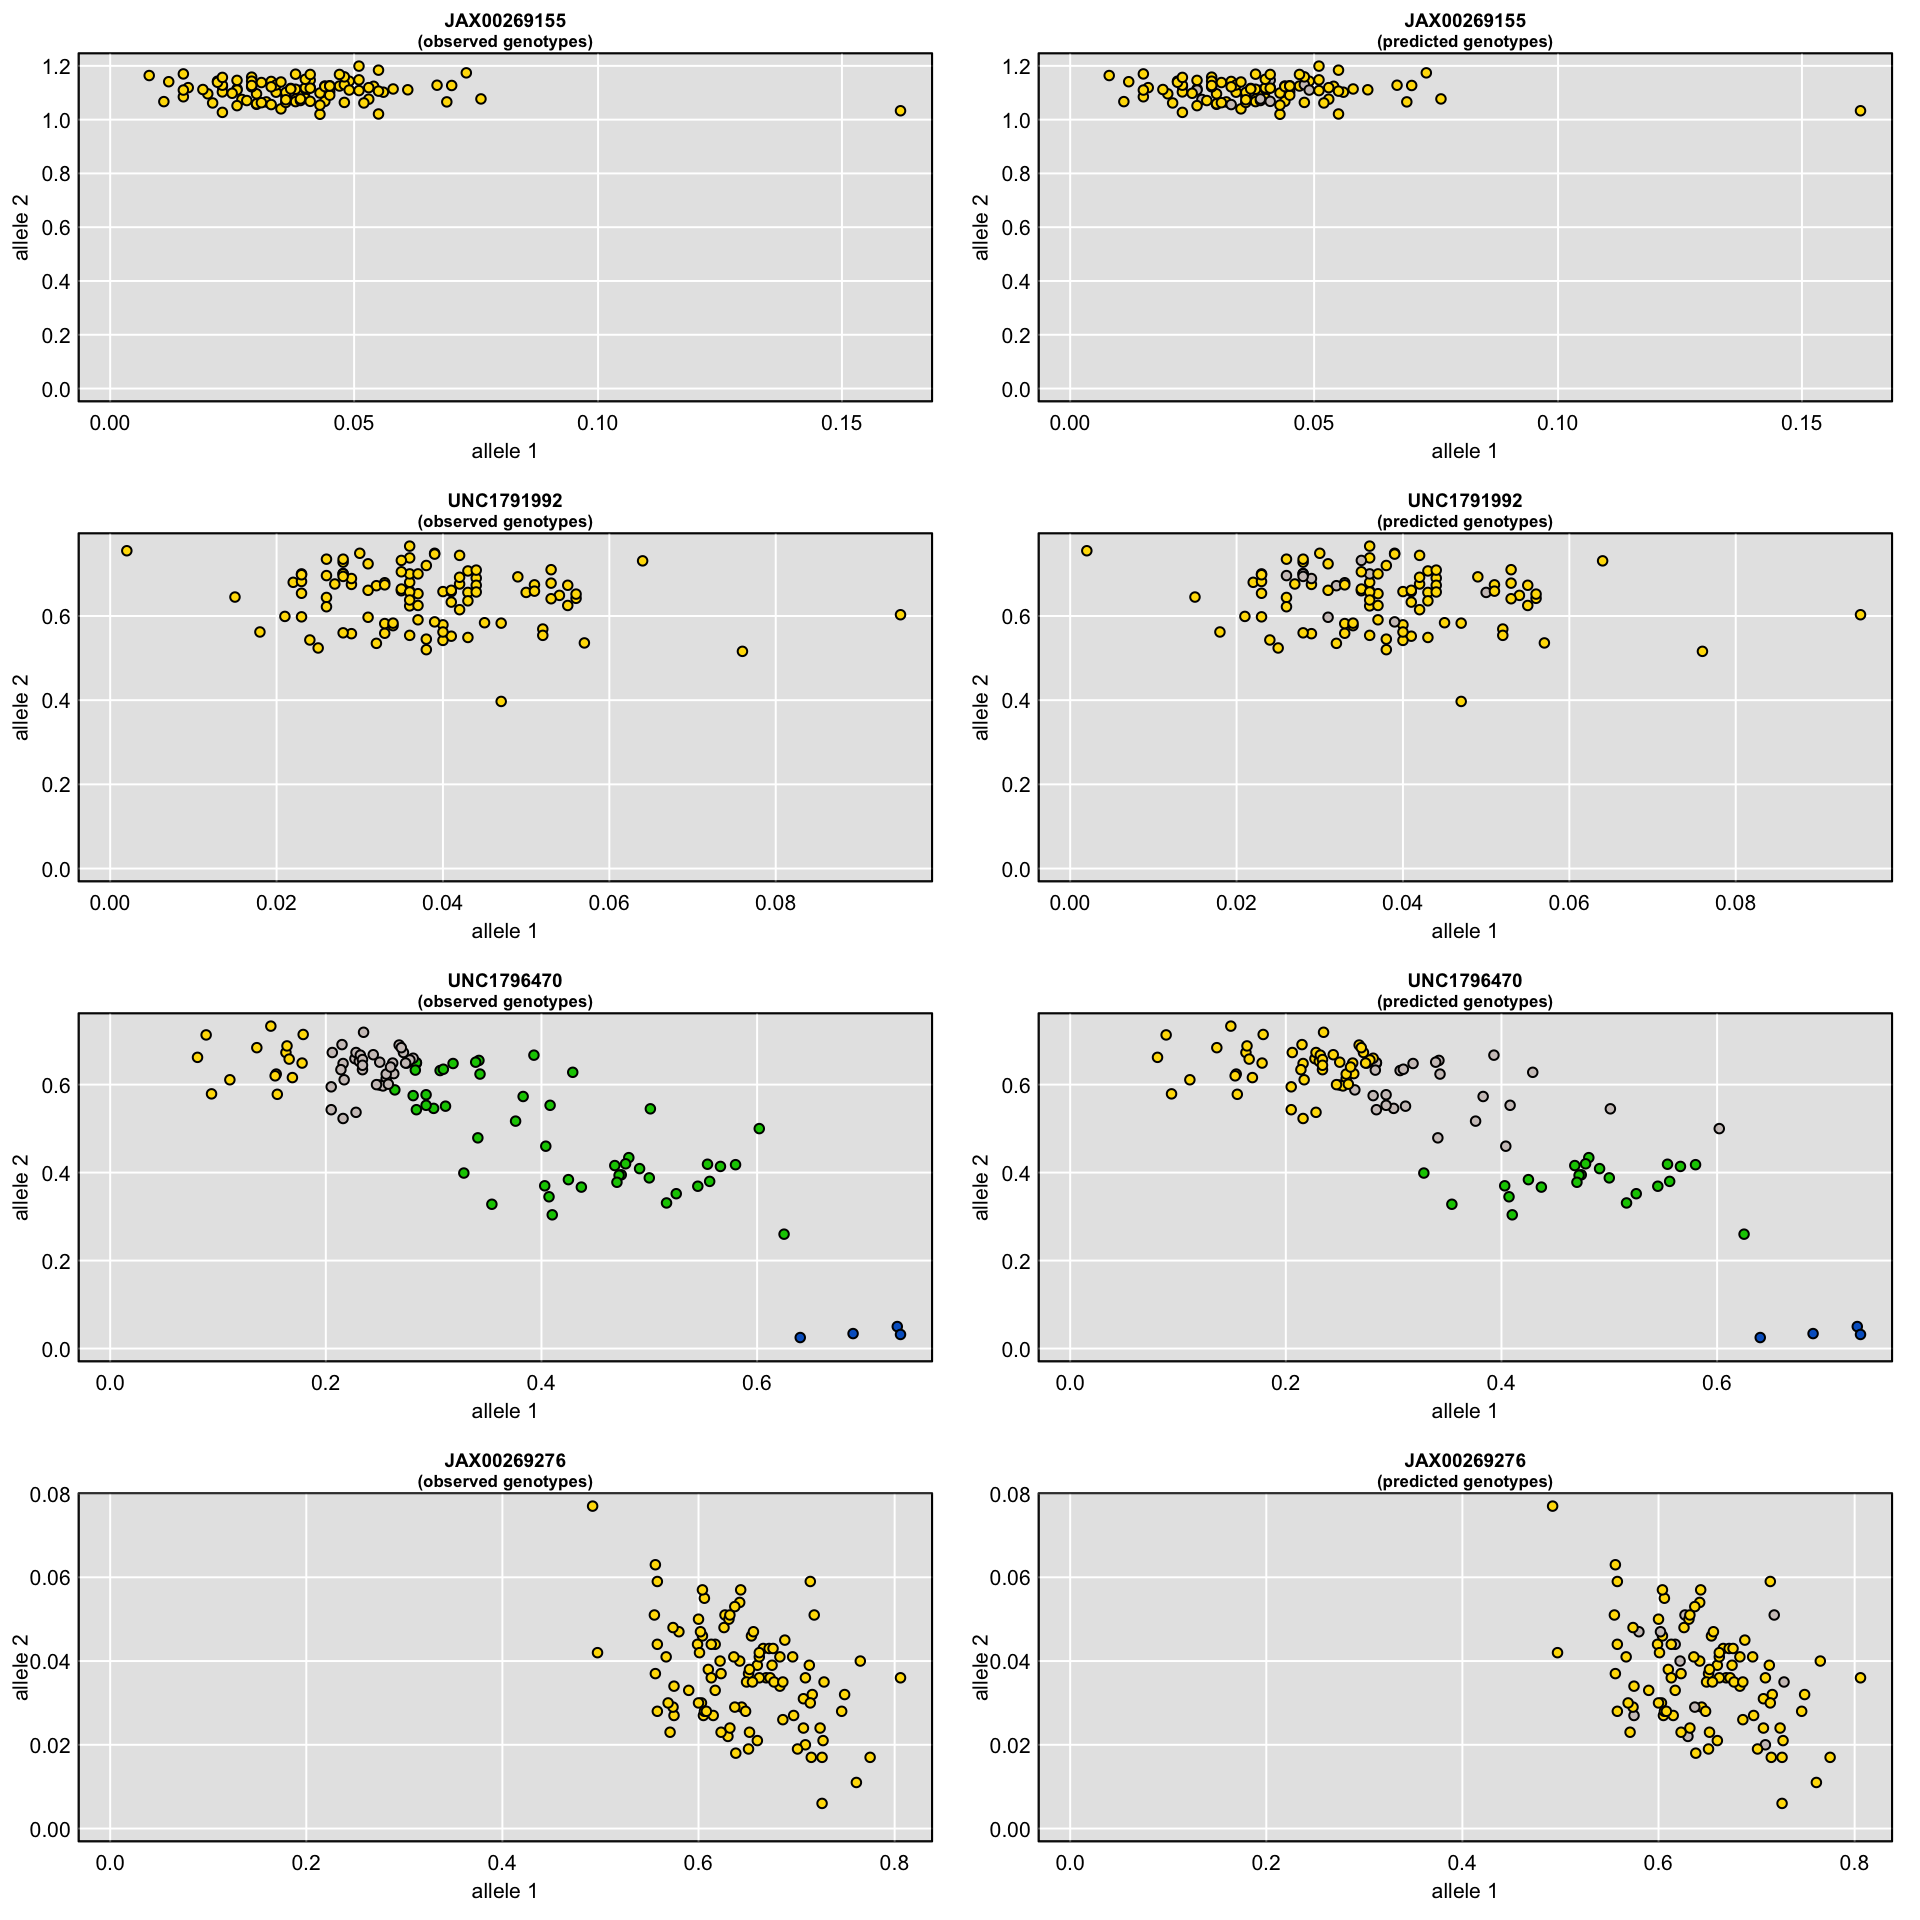 JAX00269155
(observed genotypes)
allele 2
1.2
1.0
0.8
0.6
0.4
0.2
0.0
0.00 0.05 0.10 0.15
allele 1
JAX00269155
(predicted genotypes)
allele 2
1.2
1.0
0.8
0.6
0.4
0.2
0.0
0.00 0.05 0.10 0.15
allele 1
UNC1791992
(observed genotypes)
allele 2
0.6
0.4
0.2
0.0
0.00 0.02 0.04 0.06 0.08
allele 1
UNC1791992
(predicted genotypes)
allele 2
0.6
0.4
0.2
0.0
0.00 0.02 0.04 0.06 0.08
allele 1
UNC1796470
(observed genotypes)
allele 2
0.6
0.4
0.2
0.0
0.0 0.2 0.4 0.6
allele 1
UNC1796470
(predicted genotypes)
allele 2
0.6
0.4
0.2
0.0
0.0 0.2 0.4 0.6
allele 1
JAX00269276
(observed genotypes)
allele 2
0.08
0.06
0.04
0.02
0.00
0.0 0.2 0.4 0.6 0.8
allele 1
JAX00269276
(predicted genotypes)
allele 2
0.08
0.06
0.04
0.02
0.00
0.0 0.2 0.4 0.6 0.8
allele 1